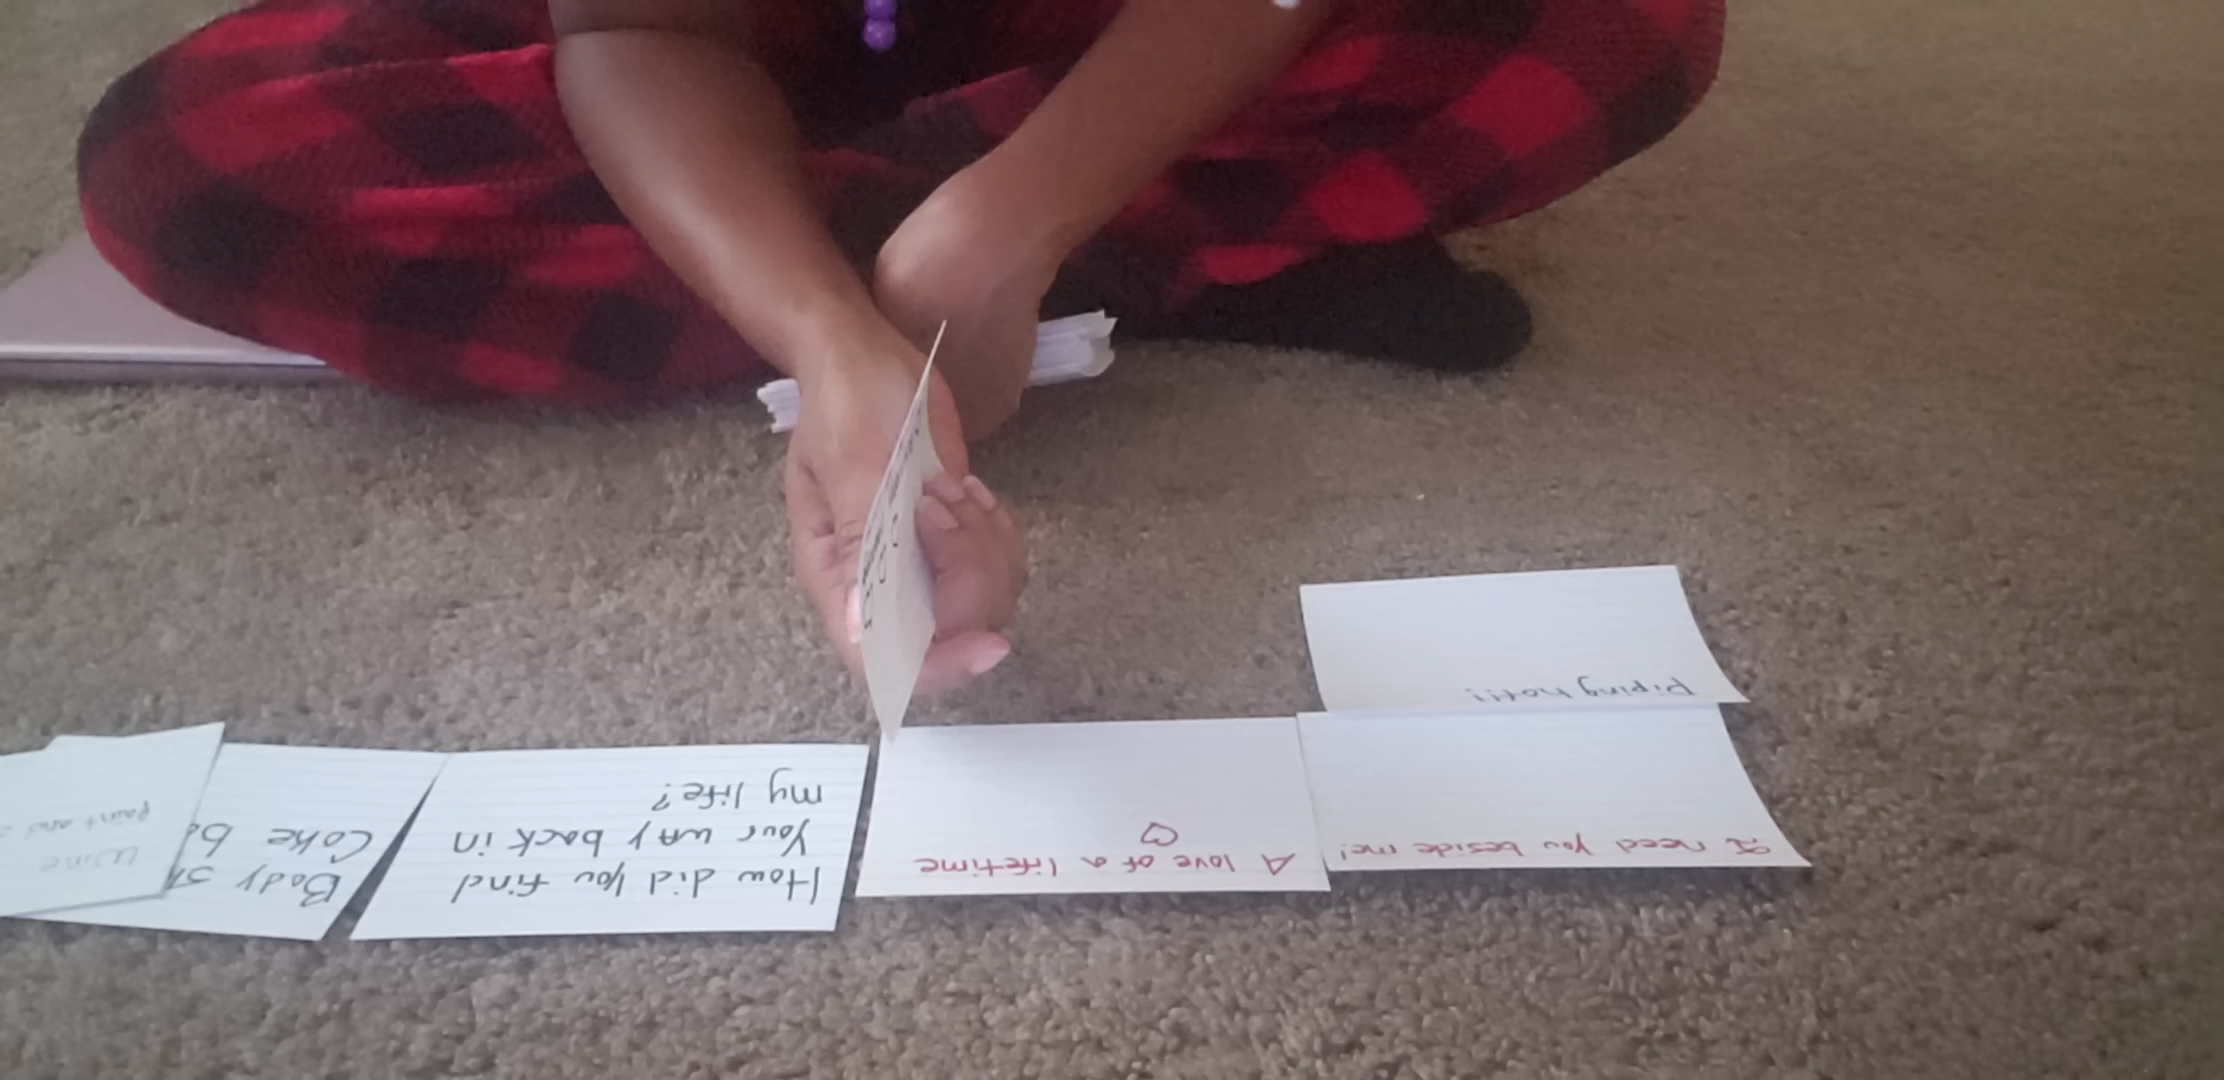 Piping hot!!
I need you beside me!
A love of a lifetime
♡
How did you find
your way back in
my life?
Body
Coke
Wine
Paint and